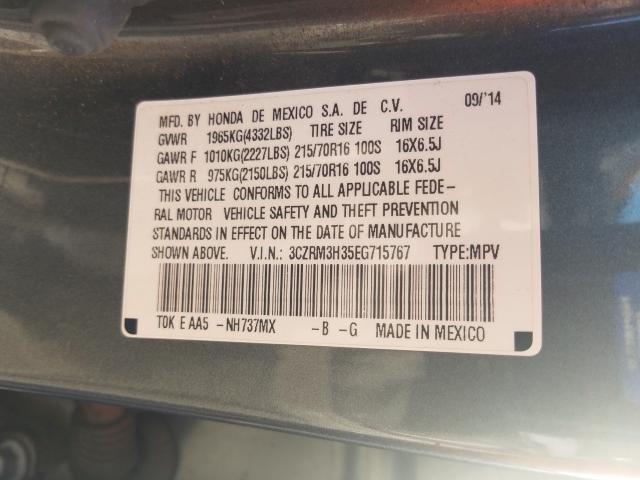 MFD. BY HONDA DE MEXICO S.A. DE C.V. 09/'14
GVWR 1965KG(4332LBS) TIRE SIZE RIM SIZE
GAWR F 1010KG(2227LBS) 215/70R16 100S 16X6.5J
GAWR R 975KG(2150LBS) 215/70R16 100S 16X6.5J
THIS VEHICLE CONFORMS TO ALL APPLICABLE FEDE-
RAL MOTOR VEHICLE SAFETY AND THEFT PREVENTION
STANDARDS IN EFFECT ON THE DATE OF MANUFACTURE
SHOWN ABOVE. V.I.N.: 3CZRM3H35EG715767 TYPE:MPV
T0K E AA5 -NH737MX -B -G MADE IN MEXICO